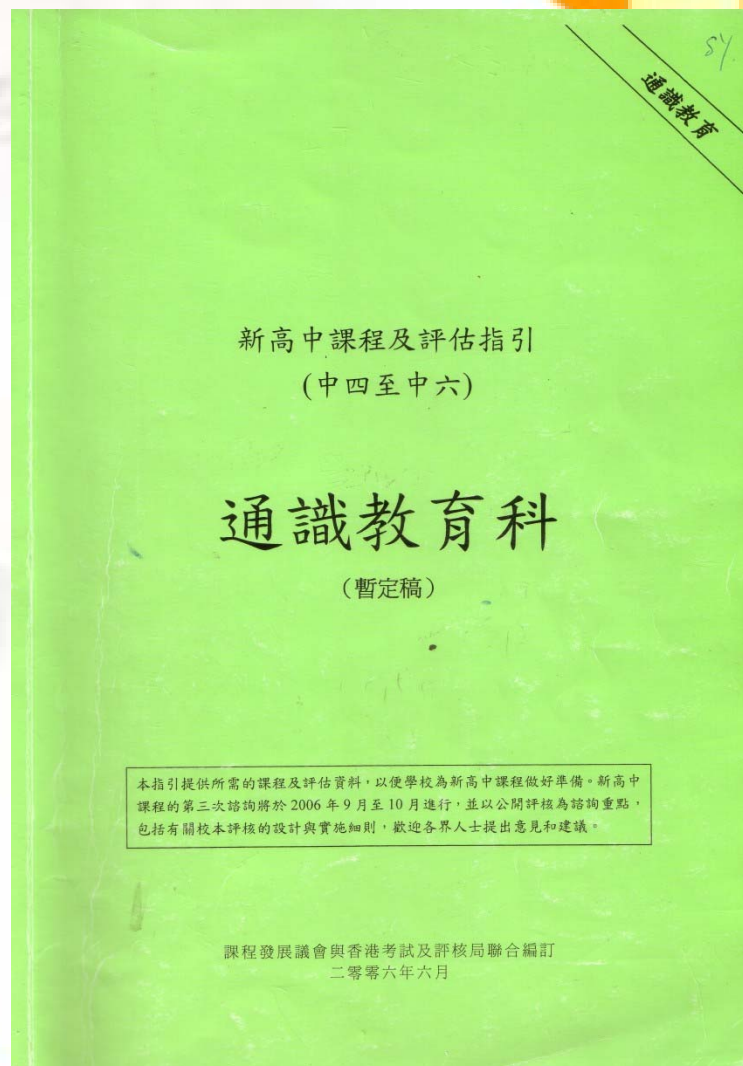 通識教育
新高中課程及評估指引
(中四至中六)
通識教育科
（暫定稿）
本指引提供所需的課程及評估資料，以便學校為新高中課程做好準備。新高中
課程的第三次諮詢將於 2006 年 9 月至 10 月進行，並以公開評核為諮詢重點，
包括有關校本評核的設計與實施細則，歡迎各界人士提出意見和建議。
課程發展議會與香港考試及評核局聯合編訂
二零零六年六月